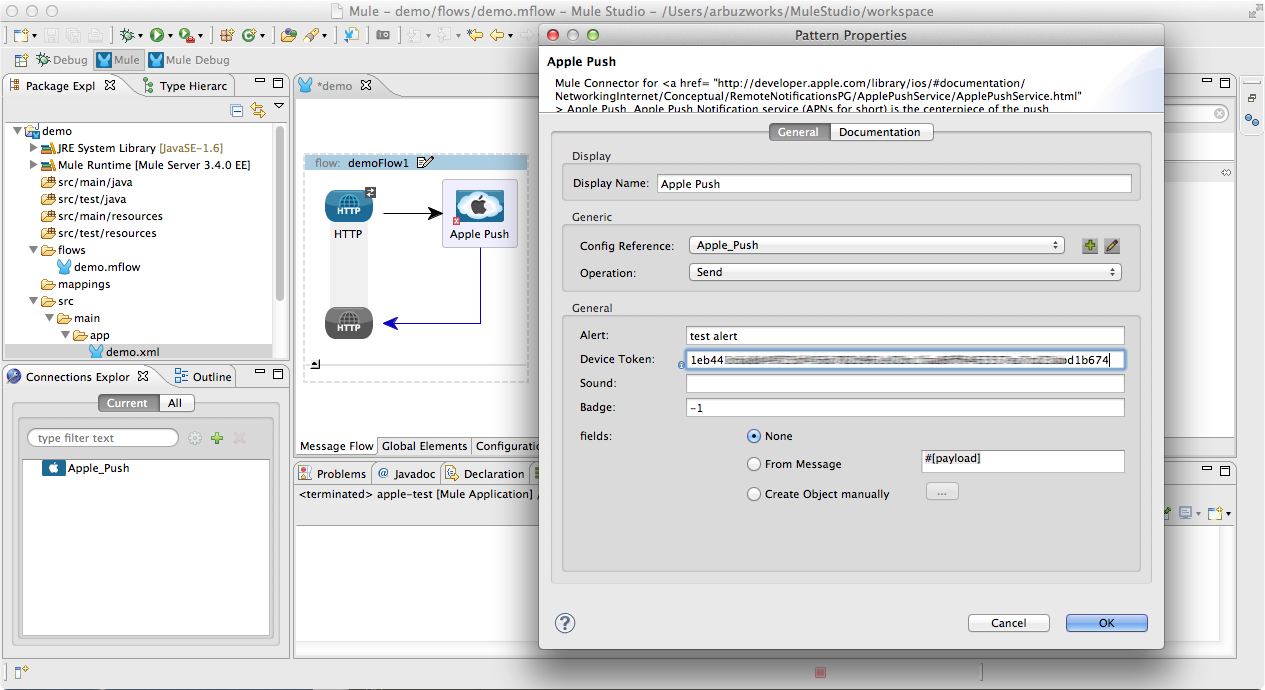 Mule – demo/flows/demo.mflow – Mule Studio – /Users/arbuzworks/MuleStudio/workspace
Debug
Mule
Mule Debug
Package Expl
Type Hierarc
demo
JRE System Library [JavaSE-1.6]
Mule Runtime [Mule Server 3.4.0 EE]
src/main/java
src/test/java
src/main/resources
src/test/resources
flows
demo.mflow
mappings
src
main
app
demo.xml
Connections Explor
Outline
Current
All
type filter text
Apple_Push
*demo
flow: demoFlow1
HTTP
HTTP
Apple Push
HTTP
Message Flow
Global Elements
Configuratio
Problems
@ Javadoc
Declaration
<terminated> apple-test [Mule Application] /
Pattern Properties
Apple Push
Mule Connector for <a href= "http://developer.apple.com/library/ios/#documentation/
NetworkingInternet/Conceptual/RemoteNotificationsPG/ApplePushService/ApplePushService.html"
> Apple Push. Apple Push Notification service (APNs for short) is the centerpiece of the push
General
Documentation
Display
Display Name: Apple Push
Generic
Config Reference: Apple_Push
Operation: Send
General
Alert: test alert
Device Token: 1eb44 d1b674
Sound:
Badge: -1
fields:
None
From Message
#[payload]
Create Object manually
...
?
Cancel
OK